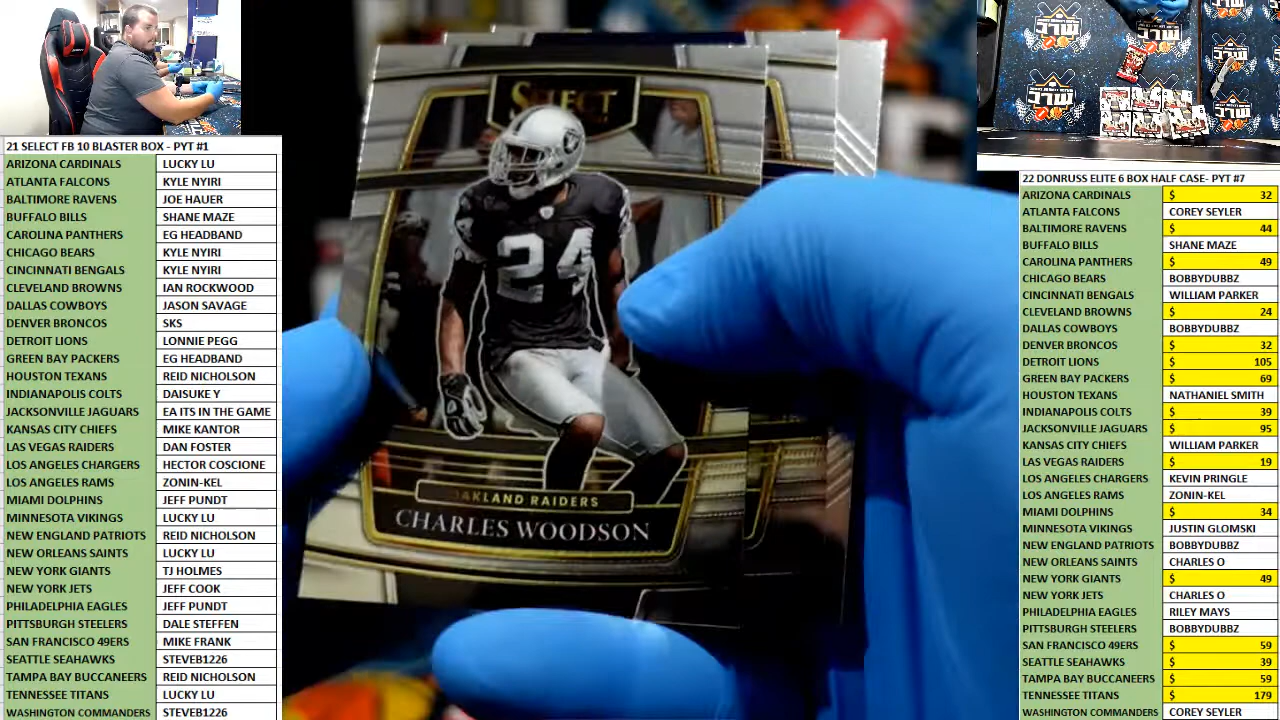 21 SELECT FB 10 BLASTER BOX - PYT #1
ARIZONA CARDINALS LUCKY LU
ATLANTA FALCONS KYLE NYIRI
BALTIMORE RAVENS JOE HAUER
BUFFALO BILLS SHANE MAZE
CAROLINA PANTHERS EG HEADBAND
CHICAGO BEARS KYLE NYIRI
CINCINNATI BENGALS KYLE NYIRI
CLEVELAND BROWNS IAN ROCKWOOD
DALLAS COWBOYS JASON SAVAGE
DENVER BRONCOS SKS
DETROIT LIONS LONNIE PEGG
GREEN BAY PACKERS EG HEADBAND
HOUSTON TEXANS REID NICHOLSON
INDIANAPOLIS COLTS DAISUKE Y
JACKSONVILLE JAGUARS EA ITS IN THE GAME
KANSAS CITY CHIEFS MIKE KANTOR
LAS VEGAS RAIDERS DAN FOSTER
LOS ANGELES CHARGERS HECTOR COSCIONE
LOS ANGELES RAMS ZONIN-KEL
MIAMI DOLPHINS JEFF PUNDT
MINNESOTA VIKINGS LUCKY LU
NEW ENGLAND PATRIOTS REID NICHOLSON
NEW ORLEANS SAINTS LUCKY LU
NEW YORK GIANTS TJ HOLMES
NEW YORK JETS JEFF COOK
PHILADELPHIA EAGLES JEFF PUNDT
PITTSBURGH STEELERS DALE STEFFEN
SAN FRANCISCO 49ERS MIKE FRANK
SEATTLE SEAHAWKS STEVEB1226
TAMPA BAY BUCCANEERS REID NICHOLSON
TENNESSEE TITANS LUCKY LU
WASHINGTON COMMANDERS STEVEB1226
SELECT
24
OAKLAND RAIDERS
CHARLES WOODSON
22 DONRUSS ELITE 6 BOX HALF CASE- PYT #7
ARIZONA CARDINALS $ 32
ATLANTA FALCONS COREY SEYLER
BALTIMORE RAVENS $ 44
BUFFALO BILLS SHANE MAZE
CAROLINA PANTHERS $ 49
CHICAGO BEARS BOBBYDUBBZ
CINCINNATI BENGALS WILLIAM PARKER
CLEVELAND BROWNS $ 24
DALLAS COWBOYS BOBBYDUBBZ
DENVER BRONCOS $ 32
DETROIT LIONS $ 105
GREEN BAY PACKERS $ 69
HOUSTON TEXANS NATHANIEL SMITH
INDIANAPOLIS COLTS $ 39
JACKSONVILLE JAGUARS $ 95
KANSAS CITY CHIEFS WILLIAM PARKER
LAS VEGAS RAIDERS $ 19
LOS ANGELES CHARGERS KEVIN PRINGLE
LOS ANGELES RAMS ZONIN-KEL
MIAMI DOLPHINS $ 34
MINNESOTA VIKINGS JUSTIN GLOMSKI
NEW ENGLAND PATRIOTS BOBBYDUBBZ
NEW ORLEANS SAINTS CHARLES O
NEW YORK GIANTS $ 49
NEW YORK JETS CHARLES O
PHILADELPHIA EAGLES RILEY MAYS
PITTSBURGH STEELERS BOBBYDUBBZ
SAN FRANCISCO 49ERS $ 59
SEATTLE SEAHAWKS $ 39
TAMPA BAY BUCCANEERS $ 59
TENNESSEE TITANS $ 179
WASHINGTON COMMANDERS COREY SEYLER